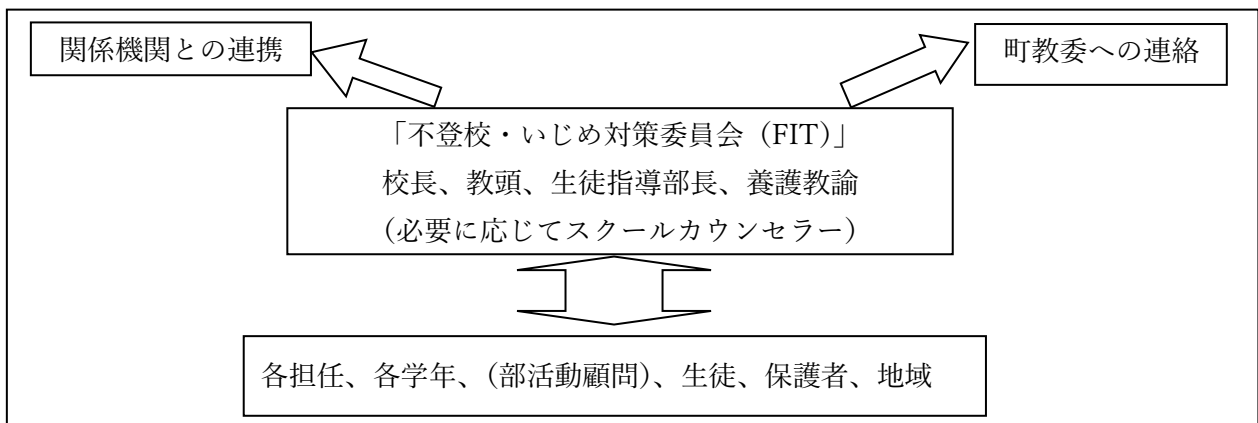 関係機関との連携
町教委への連絡
「不登校・いじめ対策委員会（FIT）」
校長、教頭、生徒指導部長、養護教諭
（必要に応じてスクールカウンセラー）
各担任、各学年、（部活動顧問）、生徒、保護者、地域